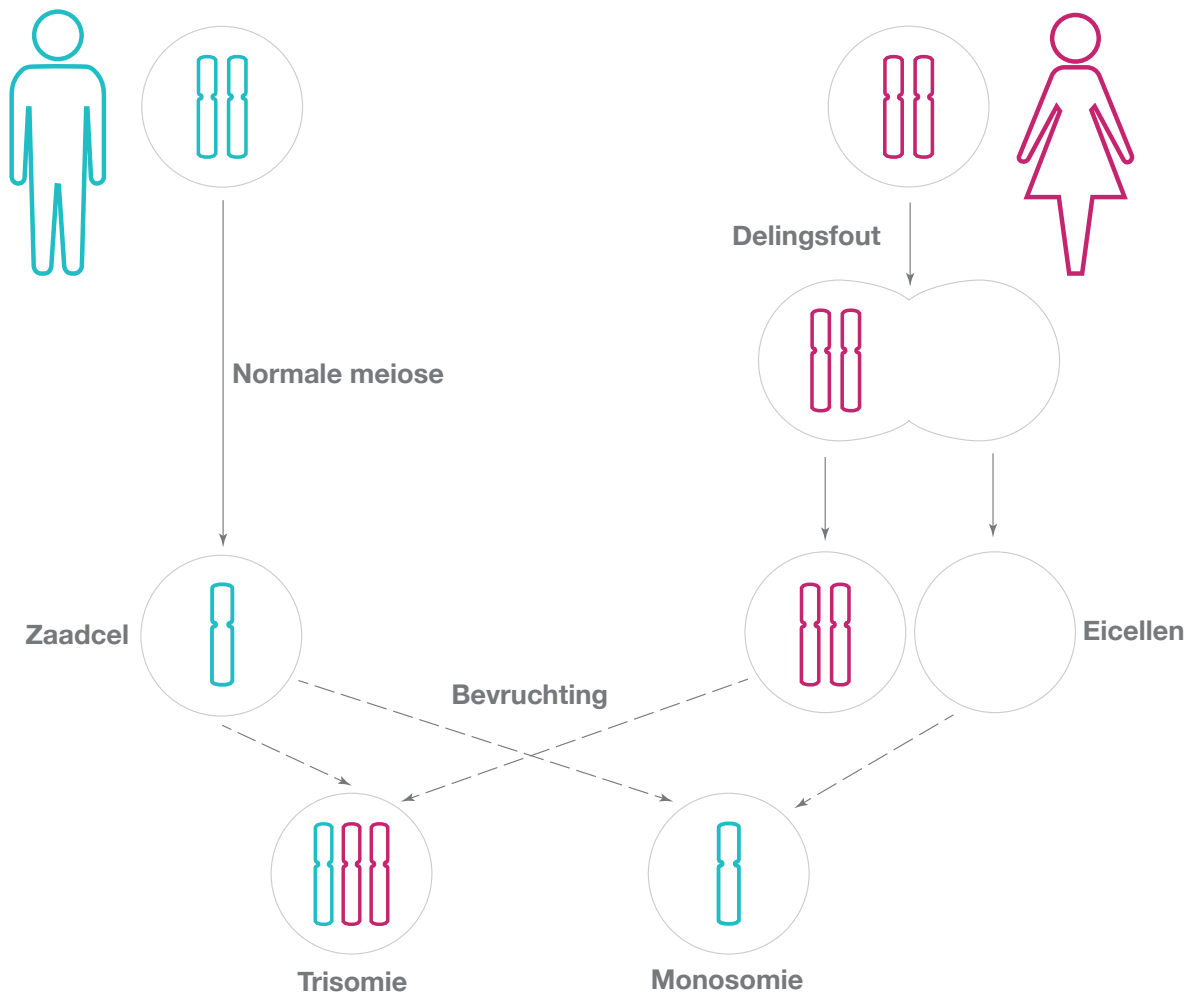 Delingsfout
Normale meiose
Zaadcel
Eicellen
Bevruchting
Trisomie
Monosomie